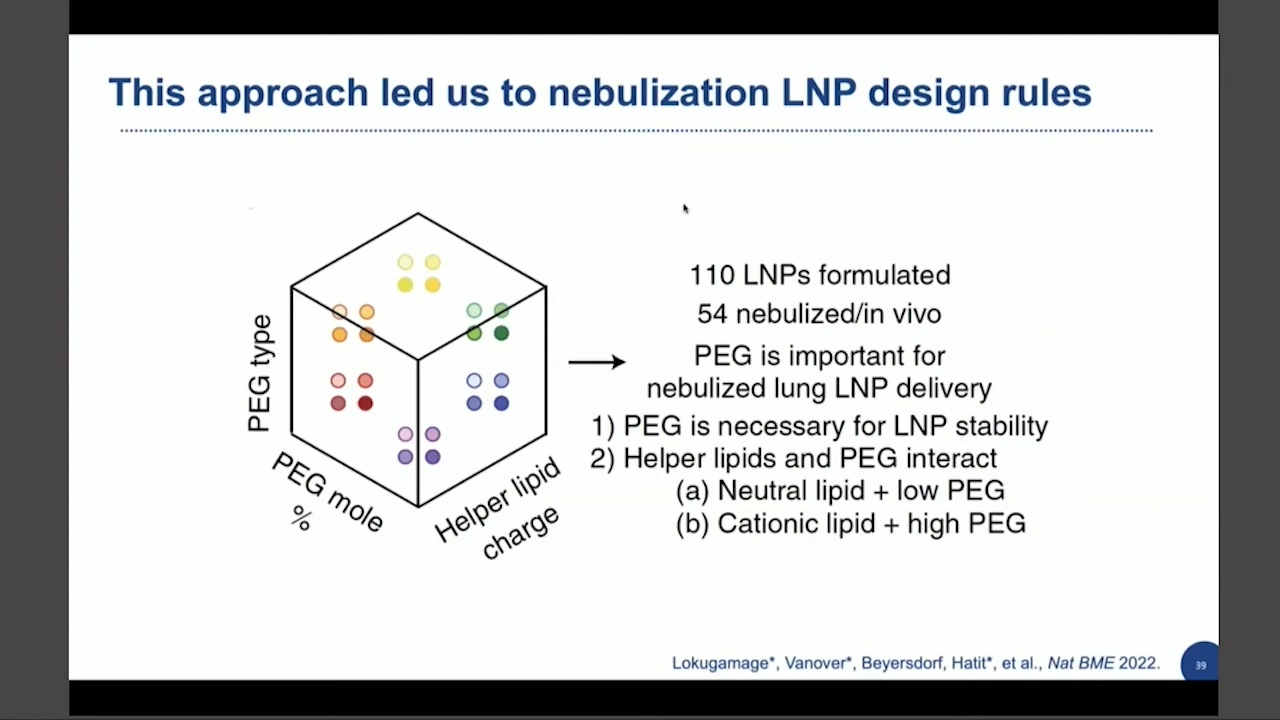 This approach led us to nebulization LNP design rules
PEG type
PEG mole
%
Helper lipid
charge
110 LNPs formulated
54 nebulized/in vivo
PEG is important for
nebulized lung LNP delivery
1) PEG is necessary for LNP stability
2) Helper lipids and PEG interact
(a) Neutral lipid + low PEG
(b) Cationic lipid + high PEG
Lokugamage*, Vanover*, Beyersdorf, Hatit*, et al., Nat BME 2022.
39